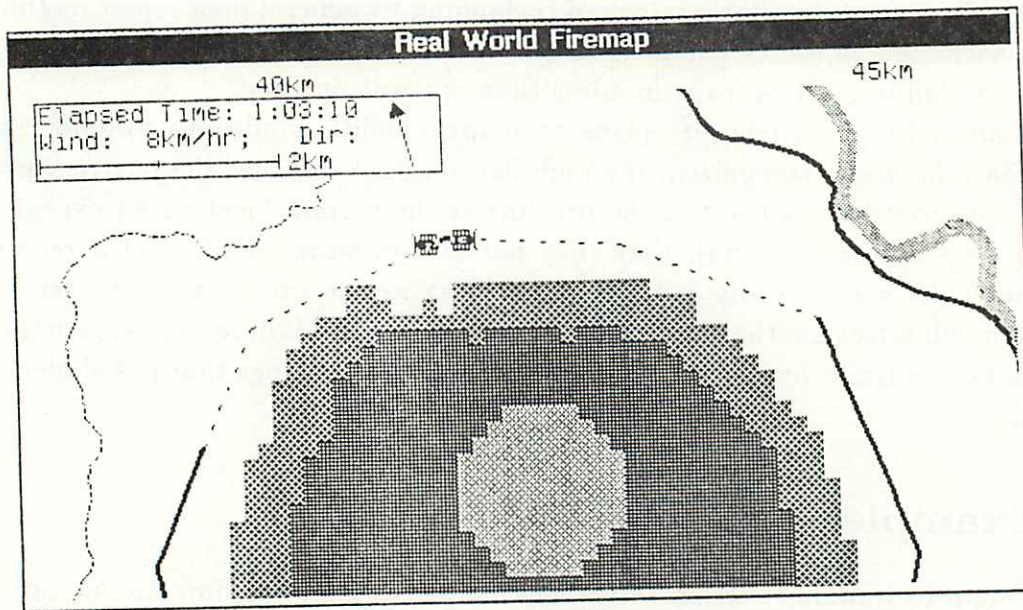 Real World Firemap
40km
45km
Elapsed Time: 1:03:10
Wind: 8km/hr; Dir:
2km